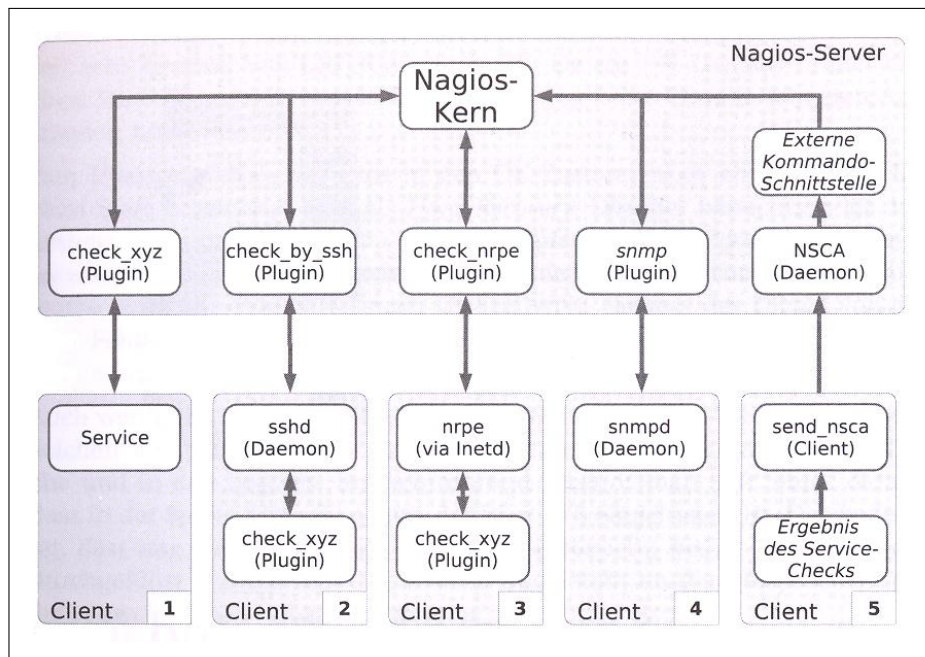 Nagios-Server
Nagios-
Kern
Externe
Kommando-
Schnittstelle
check_xyz
(Plugin)
check_by_ssh
(Plugin)
check_nrpe
(Plugin)
snmp
(Plugin)
NSCA
(Daemon)
Service
Client
1
sshd
(Daemon)
check_xyz
(Plugin)
Client
2
nrpe
(via Inetd)
check_xyz
(Plugin)
Client
3
snmpd
(Daemon)
Client
4
send_nsca
(Client)
Ergebnis
des Service-
Checks
Client
5